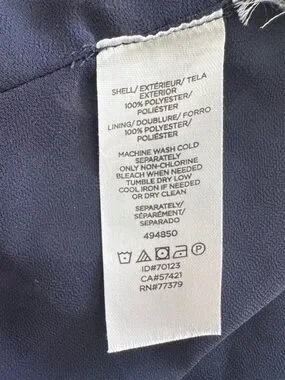 SHELL/ EXTÉRIEUR/ TELA
EXTERIOR
100% POLYESTER/
POLIÉSTER
LINING/ DOUBLURE/ FORRO
100% POLYESTER/
POLIÉSTER
MACHINE WASH COLD
SEPARATELY
ONLY NON-CHLORINE
BLEACH WHEN NEEDED
TUMBLE DRY LOW
COOL IRON IF NEEDED
OR DRY CLEAN
SEPARATELY/
SÉPARÉMENT/
SEPARADO
494850
P
ID#70123
CA#57421
RN#77379